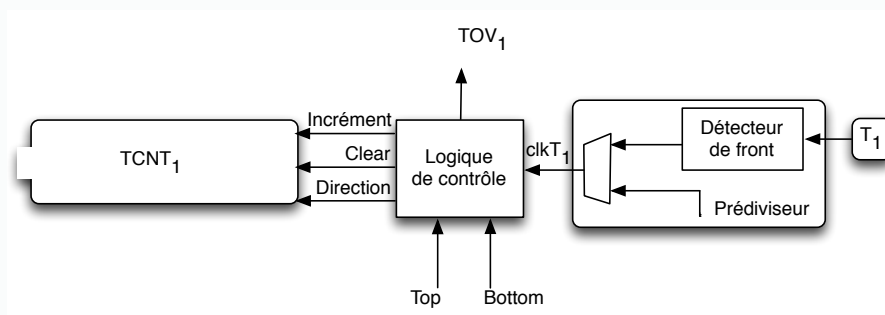 TOV1
Incrément
Clear
Direction
TCNT1
Logique
de contrôle
clkT1
Détecteur
de front
T1
Prédiviseur
Top
Bottom